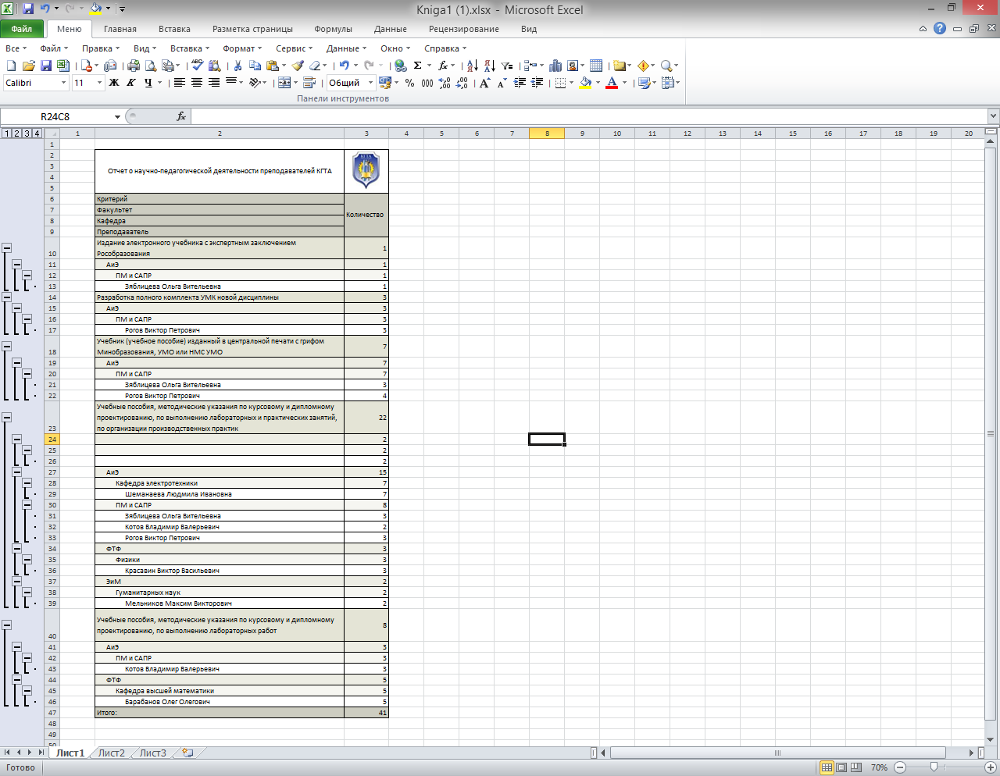 Kniga1 (1).xlsx - Microsoft Excel
Файл Меню Главная Вставка Разметка страницы Формулы Данные Рецензирование Вид
Все Файл Правка Вид Вставка Формат Сервис Данные Окно Справка
Calibri 11 Ж К Ч Общий % 000
Панели инструментов
R24C8 fx
1 2 3 4
1 2 3 4 5 6 7 8 9 10 11 12 13 14 15 16 17 18 19 20
1
2
3 Отчет о научно-педагогической деятельности преподавателей КГТА КГТА
4
5
6 Критерий
7 Факультет Количество
8 Кафедра
9 Преподаватель
Издание электронного учебника с экспертным заключением
10 Рособразования 1
11 АиЭ 1
12 ПМ и САПР 1
13 Зяблицева Ольга Вительевна 1
14 Разработка полного комплекта УМК новой дисциплины 3
15 АиЭ 3
16 ПМ и САПР 3
17 Рогов Виктор Петрович 3
Учебник (учебное пособие) изданный в центральной печати с грифом
18 Минобразования, УМО или НМС УМО 7
19 АиЭ 7
20 ПМ и САПР 7
21 Зяблицева Ольга Вительевна 3
22 Рогов Виктор Петрович 4
Учебные пособия, методические указания по курсовому и дипломному
проектированию, по выполнению лабораторных и практических занятий, 22
23 по организации производственных практик
24 2
25 2
26 2
27 АиЭ 15
28 Кафедра электротехники 7
29 Шеманаева Людмила Ивановна 7
30 ПМ и САПР 8
31 Зяблицева Ольга Вительевна 3
32 Котов Владимир Валерьевич 2
33 Рогов Виктор Петрович 3
34 ФТФ 3
35 Физики 3
36 Красавин Виктор Васильевич 3
37 ЭиМ 2
38 Гуманитарных наук 2
39 Мельников Максим Викторович 2
Учебные пособия, методические указания по курсовому и дипломному
40 проектированию, по выполнению лабораторных работ 8
41 АиЭ 3
42 ПМ и САПР 3
43 Котов Владимир Валерьевич 3
44 ФТФ 5
45 Кафедра высшей математики 5
46 Барабанов Олег Олегович 5
47 Итого: 41
48
49
50
Лист1 Лист2 Лист3
Готово 70%